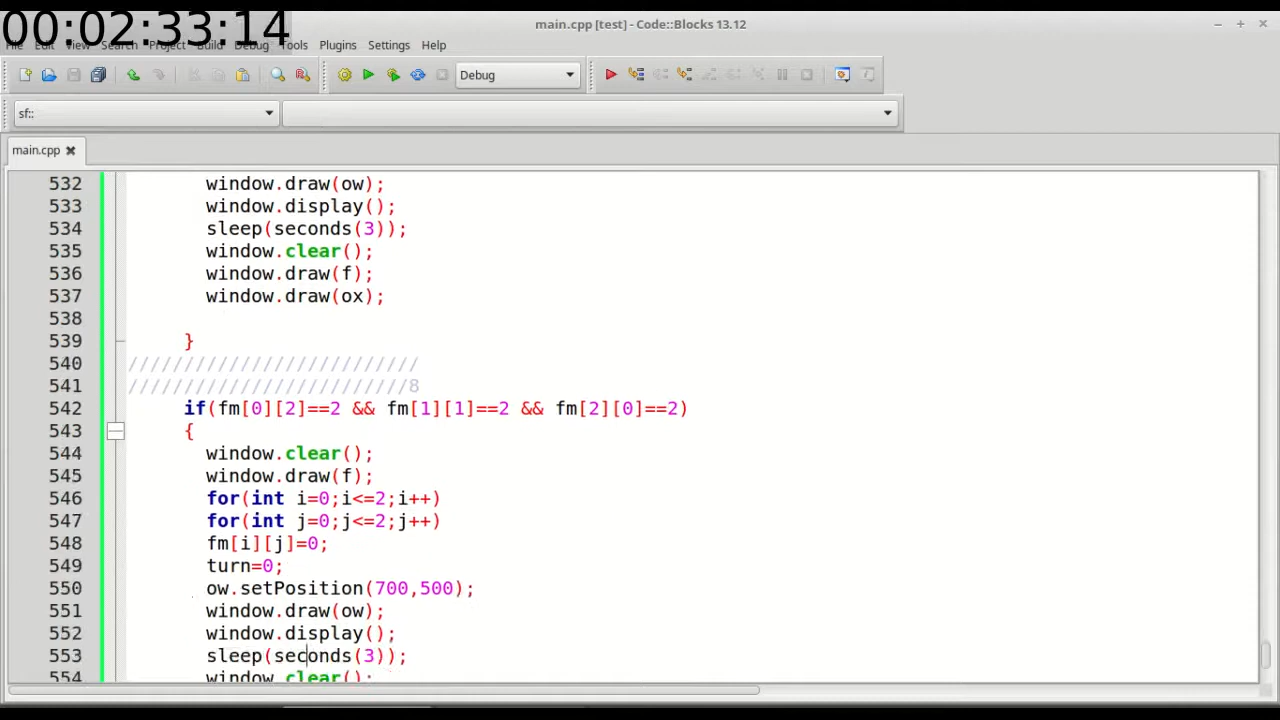 00:02:33:14
main.cpp [test] - Code::Blocks 13.12
File Edit View Search Project Build Debug Tools Plugins Settings Help
Debug
sf::
main.cpp
532 window.draw(ow);
533 window.display();
534 sleep(seconds(3));
535 window.clear();
536 window.draw(f);
537 window.draw(ox);
538
539 }
540 //////////////////////////
541 /////////////////////////8
542 if(fm[0][2]==2 && fm[1][1]==2 && fm[2][0]==2)
543 {
544 window.clear();
545 window.draw(f);
546 for(int i=0;i<=2;i++)
547 for(int j=0;j<=2;j++)
548 fm[i][j]=0;
549 turn=0;
550 ow.setPosition(700,500);
551 window.draw(ow);
552 window.display();
553 sleep(seconds(3));
554 window.clear();